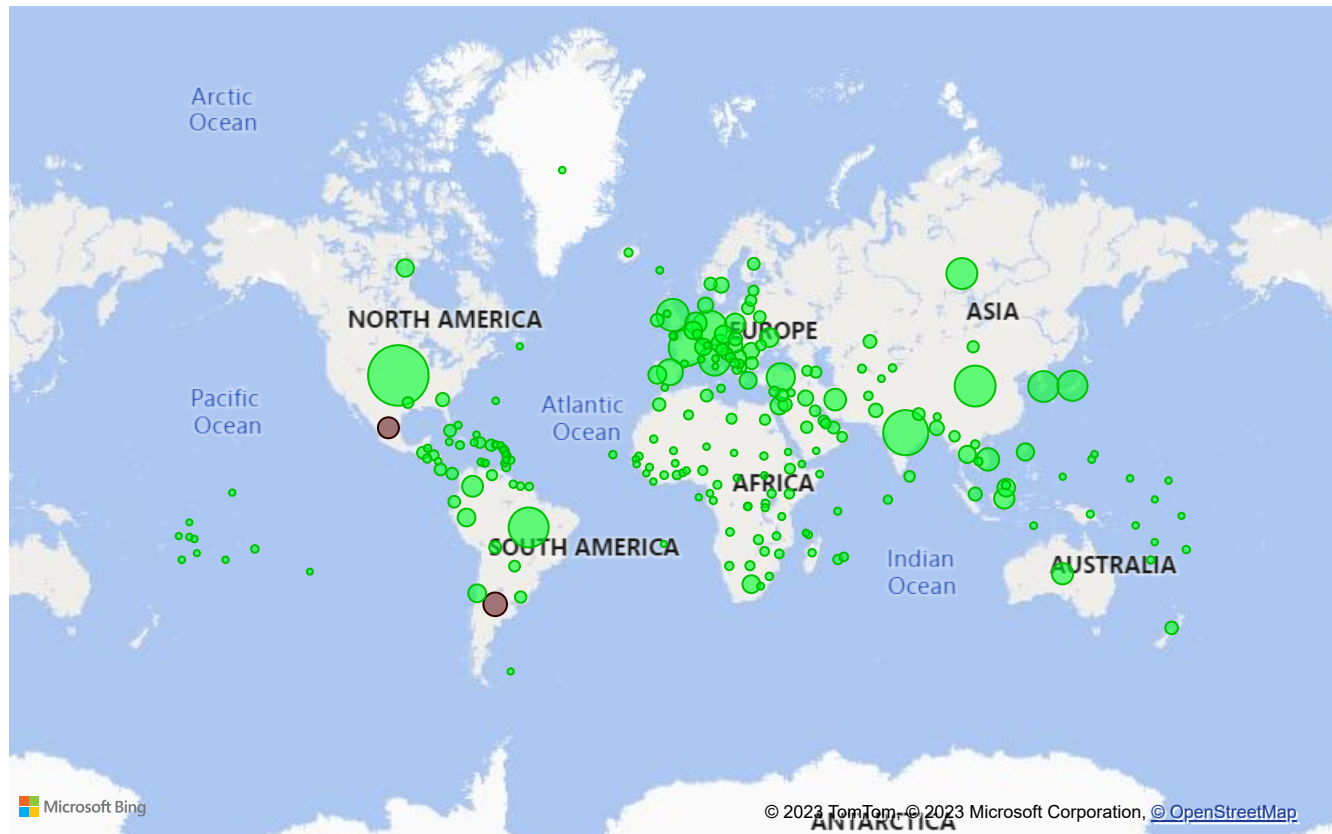 Arctic
Ocean
NORTH AMERICA
ASIA
EUROPE
Pacific
Ocean
Atlantic
Ocean
AFRICA
SOUTH AMERICA
Indian
Ocean
AUSTRALIA
Microsoft Bing
© 2023 TomTom, © 2023 Microsoft Corporation, © OpenStreetMap
ANTARCTICA